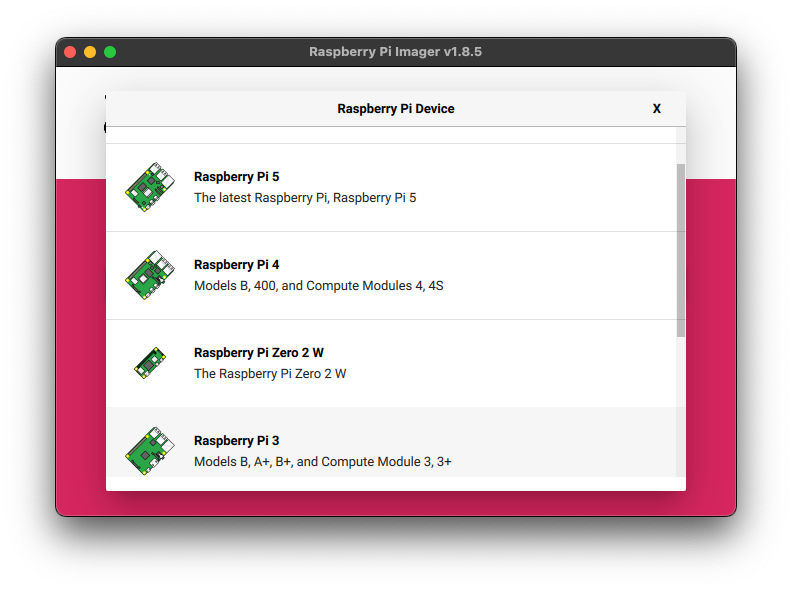 Raspberry Pi Imager v1.8.5
Raspberry Pi Device X
Raspberry Pi 5
The latest Raspberry Pi, Raspberry Pi 5
Raspberry Pi 4
Models B, 400, and Compute Modules 4, 4S
Raspberry Pi Zero 2 W
The Raspberry Pi Zero 2 W
Raspberry Pi 3
Models B, A+, B+, and Compute Module 3, 3+